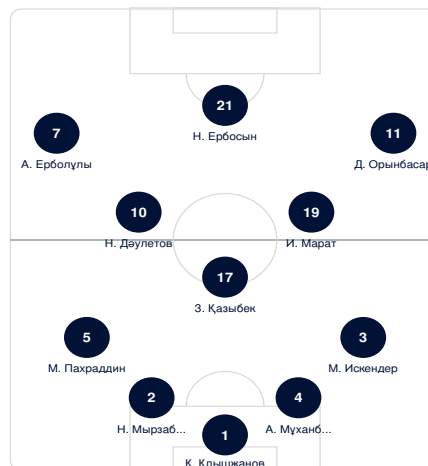 21
Н. Ербосын
7
А. Ерболұлы
11
Д. Орынбасар
10
Н. Дәулетов
19
И. Марат
17
З. Қазыбек
5
М. Пахраддин
3
М. Искендер
2
Н. Мырзаб...
4
А. Мұханб...
1
К. Клышжанов